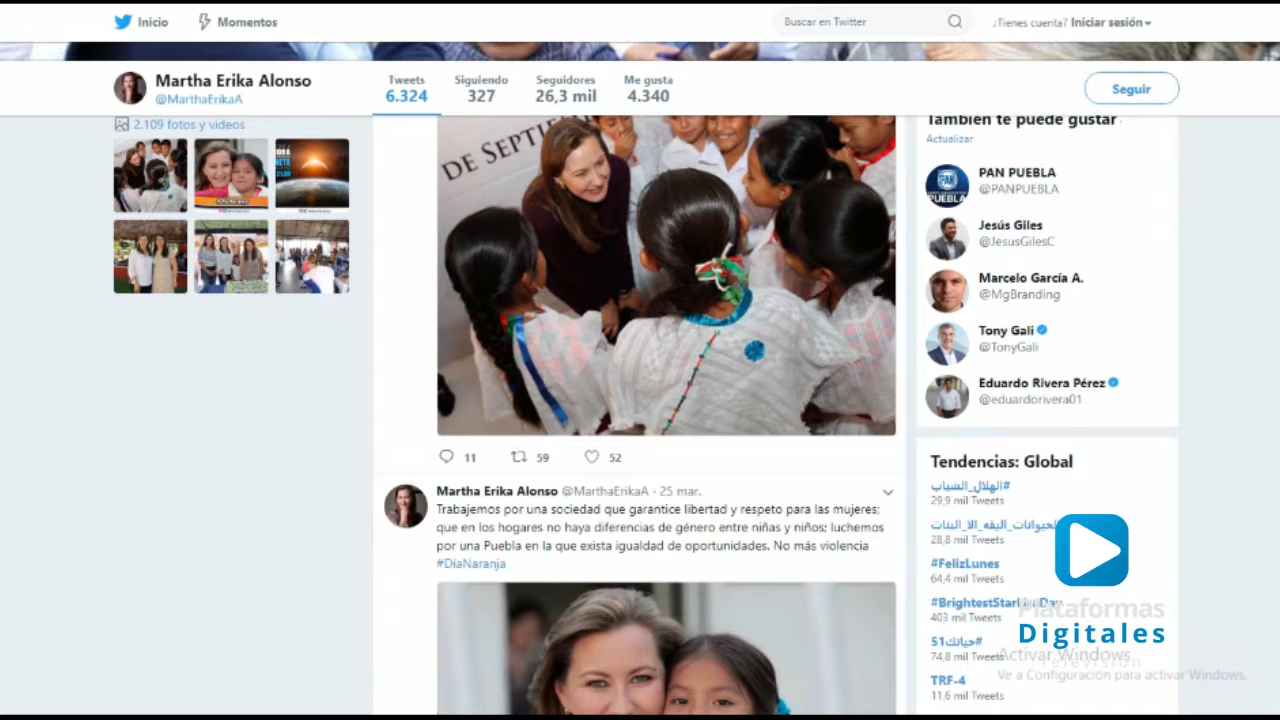 Inicio
Momentos
Buscar en Twitter
¿Tienes cuenta? Iniciar sesión
Martha Erika Alonso
@MarthaErikaA
Tweets
6.324
Siguiendo
327
Seguidores
26,3 mil
Me gusta
4.340
Seguir
2.109 fotos y videos
DE SEPTIEM
11
59
52
Martha Erika Alonso @MarthaErikaA · 25 mar.
Trabajemos por una sociedad que garantice libertad y respeto para las mujeres;
que en los hogares no haya diferencias de género entre niñas y niños; luchemos
por una Puebla en la que exista igualdad de oportunidades. No más violencia
#DíaNaranja
También te puede gustar ·
Actualizar
PAN PUEBLA
@PANPUEBLA
PAN
PUEBLA
Jesús Giles
@JesusGilesC
Marcelo García A.
@MgBranding
Tony Gali
@TonyGali
Eduardo Rivera Pérez
@eduardorivera01
Tendencias: Global
#الهلال_الشباب
29,9 mil Tweets
الحيوانات_اليفه_الا_البنات
28,8 mil Tweets
#FelizLunes
64,4 mil Tweets
403 mil Tweets
#حياتك51
74,8 mil Tweets
TRF-4
11,6 mil Tweets
Plataformas
Digitales
Televisión
Activar Windows
Ve a Configuración para activar Windows.